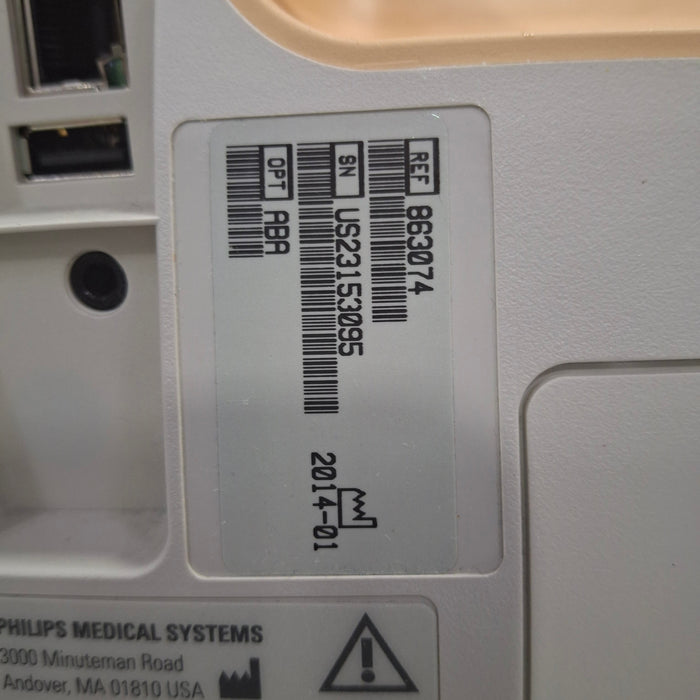 REF 863074
SN US23153095
OPT ABA
2014-01
PHILIPS MEDICAL SYSTEMS
3000 Minuteman Road
Andover, MA 01810 USA